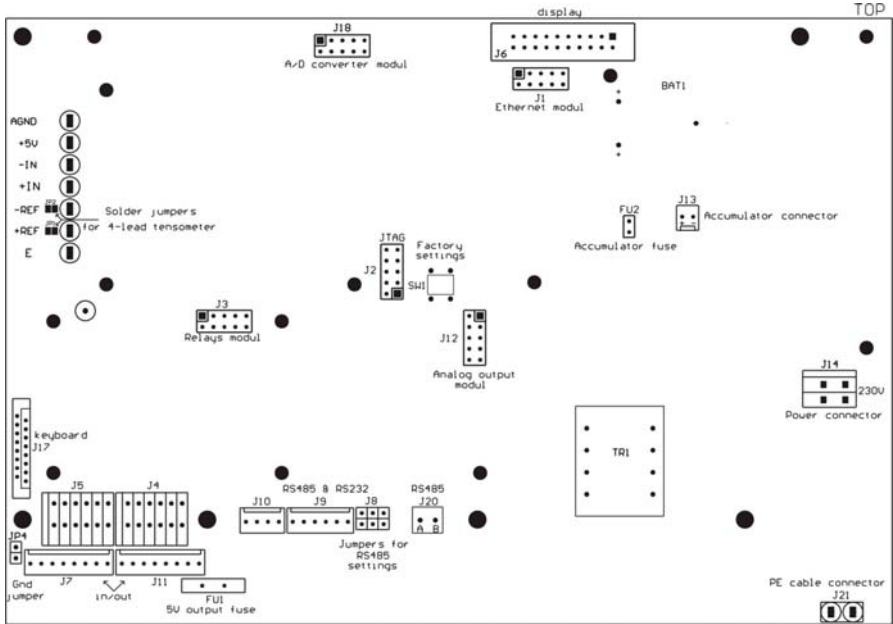 TOP
display
J18
J6
A/D converter modul
J1
Ethernet modul
BAT1
AGND
+5V
-IN
+IN
-REF
Solder jumpers
+REF
for 4-lead tensometer
E
FU2
J13
Accumulator connector
Accumulator fuse
JTAG
Factory
settings
J2
SW1
J3
Relays modul
J12
Analog output
modul
J14
230V
Power connector
keyboard
J17
TR1
J5
J4
RS485 & RS232
RS485
J10
J9
J8
J20
A B
JP4
Jumpers for
RS485
settings
Gnd
jumper
J7
in/out
J11
FU1
5V output fuse
PE cable connector
J21